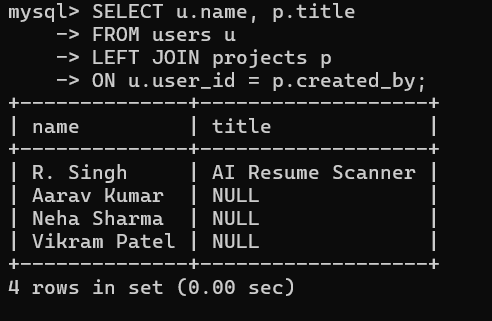 mysql> SELECT u.name, p.title
    -> FROM users u
    -> LEFT JOIN projects p
    -> ON u.user_id = p.created_by;
+--------------+-------------------+
| name         | title             |
+--------------+-------------------+
| R. Singh     | AI Resume Scanner |
| Aarav Kumar  | NULL              |
| Neha Sharma  | NULL              |
| Vikram Patel | NULL              |
+--------------+-------------------+
4 rows in set (0.00 sec)